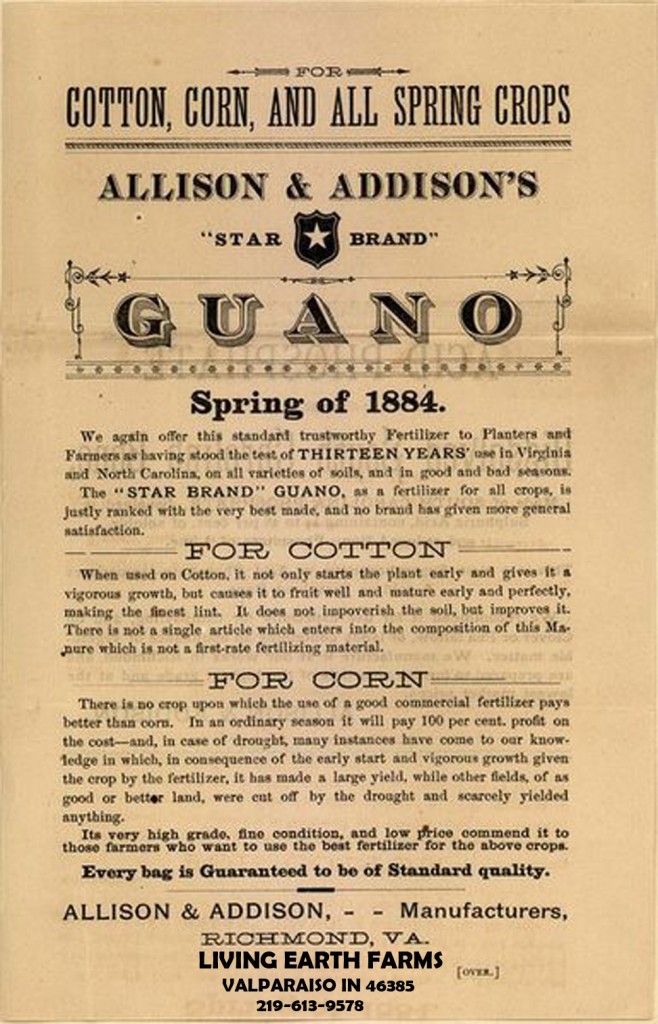 FOR
COTTON, CORN, AND ALL SPRING CROPS
ALLISON & ADDISON'S
"STAR BRAND"
GUANO
Spring of 1884.
We again offer this standard trustworthy Fertilizer to Planters and
Farmers as having stood the test of THIRTEEN YEARS' use in Virginia
and North Carolina, on all varieties of soils, and in good and bad seasons.
The "STAR BRAND" GUANO, as a fertilizer for all crops, is
justly ranked with the very best made, and no brand has given more general
satisfaction.
FOR COTTON
When used on Cotton, it not only starts the plant early and gives it a
vigorous growth, but causes it to fruit well and mature early and perfectly,
making the finest lint. It does not impoverish the soil, but improves it.
There is not a single article which enters into the composition of this Ma-
nure which is not a first-rate fertilizing material.
FOR CORN
There is no crop upon which the use of a good commercial fertilizer pays
better than corn. In an ordinary season it will pay 100 per cent. profit on
the cost—and, in case of drought, many instances have come to our know-
ledge in which, in consequence of the early start and vigorous growth given
the crop by the fertilizer, it has made a large yield, while other fields, of as
good or better land, were cut off by the drought and scarcely yielded
anything.
Its very high grade, fine condition, and low price commend it to
those farmers who want to use the best fertilizer for the above crops.
Every bag is Guaranteed to be of Standard quality.
ALLISON & ADDISON, - - Manufacturers,
RICHMOND, VA.
LIVING EARTH FARMS
[OVER.]
VALPARAISO IN 46385
219-613-9578